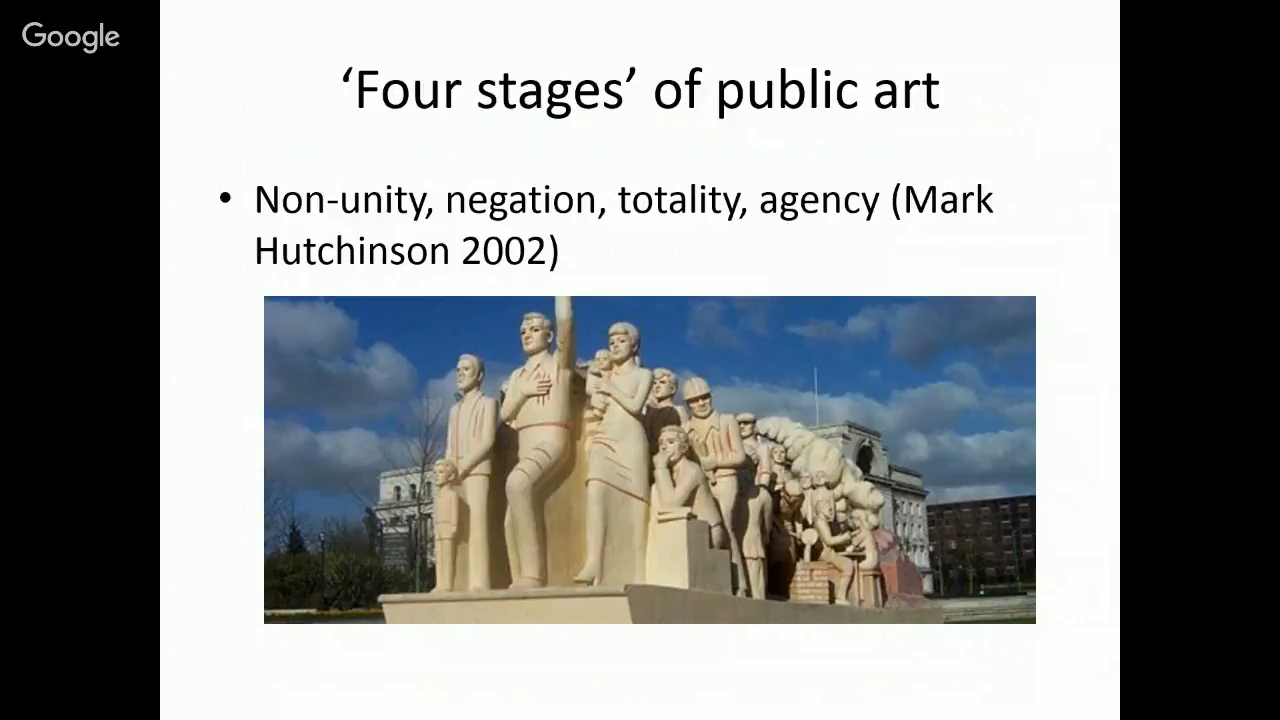 Google
‘Four stages’ of public art
• Non-unity, negation, totality, agency (Mark
Hutchinson 2002)